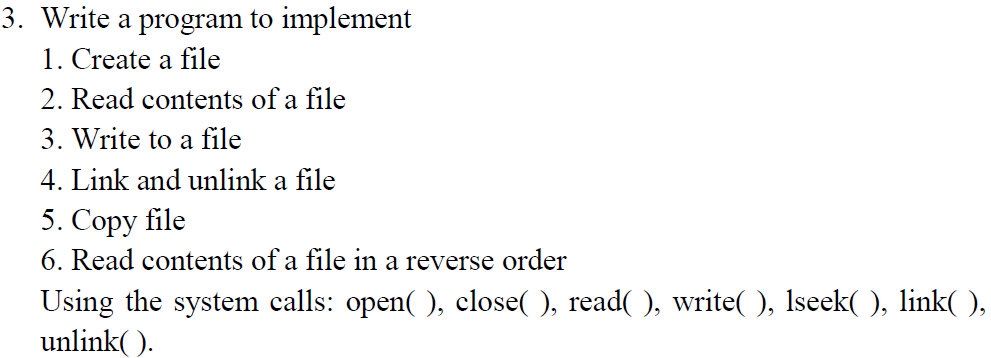 3. Write a program to implement
1. Create a file
2. Read contents of a file
3. Write to a file
4. Link and unlink a file
5. Copy file
6. Read contents of a file in a reverse order
Using the system calls: open( ), close( ), read( ), write( ), lseek( ), link( ),
unlink( ).